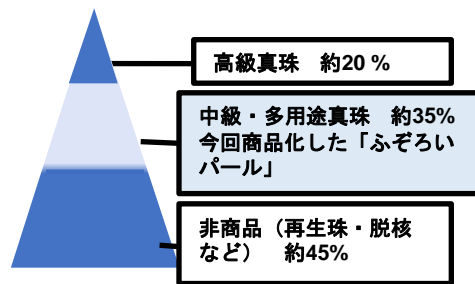 高級真珠　約20 %
中級・多用途真珠　約35%
今回商品化した「ふぞろい
パール」
非商品（再生珠・脱核
など）　約45%